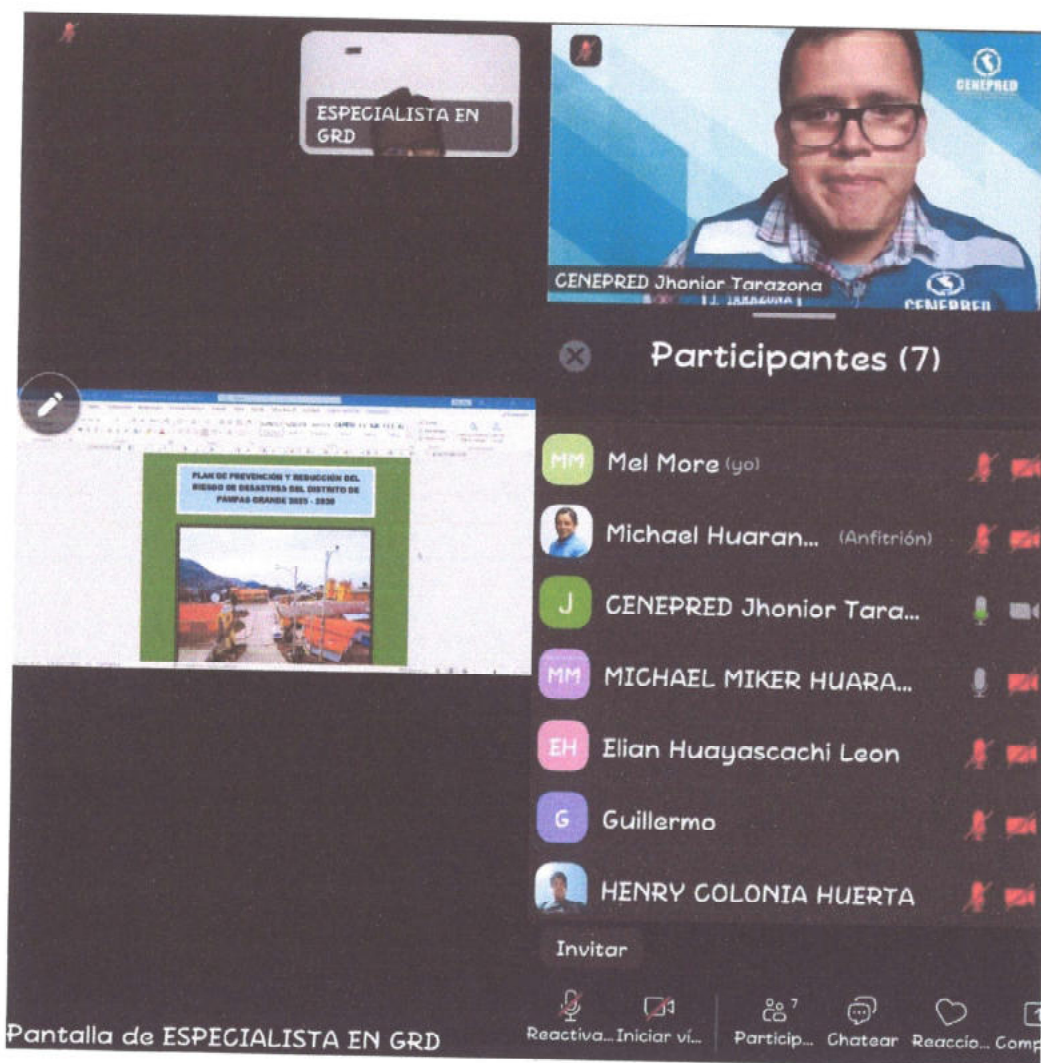 ESPECIALISTA EN
GRD
CENEPRED
CENEPRED Jhonior Tarazona
J. TARAZONA
CENEPRED
Participantes (7)
PLAN DE PREVENCIÓN Y REDUCCIÓN DEL
RIESGO DE DESASTRES DEL DISTRITO DE
PAMPAS GRANDE 2025 - 2030
MM Mel More (yo)
Michael Huaran... (Anfitrión)
J CENEPRED Jhonior Tara...
MM MICHAEL MIKER HUARA...
EH Elian Huayascachi Leon
G Guillermo
HENRY COLONIA HUERTA
Invitar
7
Reactiva... Iniciar ví... Particip... Chatear Reaccio... Comp
Pantalla de ESPECIALISTA EN GRD